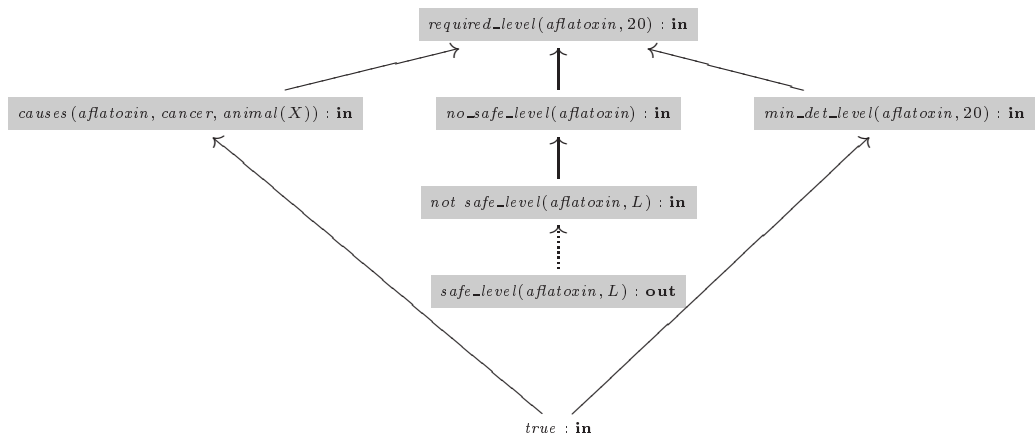 required_level(aflatoxin, 20) : in
causes(aflatoxin, cancer, animal(X)) : in
no_safe_level(aflatoxin) : in
min_det_level(aflatoxin, 20) : in
not safe_level(aflatoxin, L) : in
safe_level(aflatoxin, L) : out
true : in